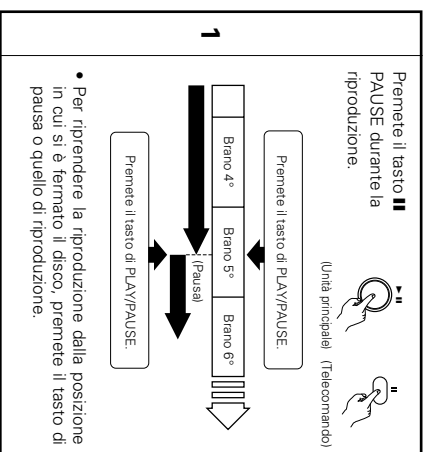 1
Premete il tasto II
PAUSE durante la
riproduzione.
(Unità principale) (Telecomando)
Premete il tasto di PLAY/PAUSE.
Brano 4° Brano 5° Brano 6°
(Pausa)
Premete il tasto di PLAY/PAUSE.
• Per riprendere la riproduzione dalla posizione
in cui si è fermato il disco, premete il tasto di
pausa o quello di riproduzione.